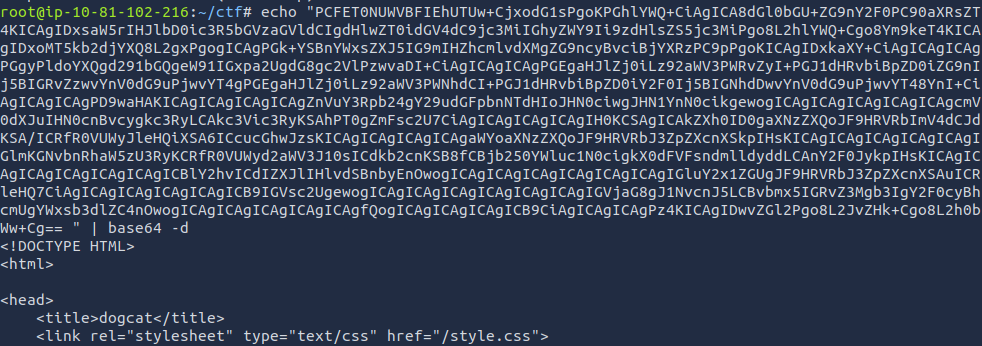 root@ip-10-81-102-216:~/ctf# echo "PCFET0NUWVBFIEhUTUw+CjxodG1sPgoKPGhlYWQ+CiAgICA8dGl0bGU+ZG9nY2F0PC90aXRsZT
4KICAgIDxsaW5rIHJlbD0ic3R5bGVzaGVldCIgdHlwZT0idGV4dC9jc3MiIGhyZWY9Ii9zdHlsZS5jc3MiPgo8L2hlYWQ+Cgo8Ym9keT4KICA
gIDxoMT5kb2djYXQ8L2gxPgogICAgPGk+YSBnYWxsZXJ5IG9mIHZhcmlvdXMgZG9ncyBvciBjYXRzPC9pPgoKICAgIDxkaXY+CiAgICAgICAg
PGgyPldoYXQgd291bGQgeW91IGxpa2UgdG8gc2VlPzwvaDI+CiAgICAgICAgPGEgaHJlZj0iLz92aWV3PWRvZyI+PGJ1dHRvbiBpZD0iZG9nI
j5BIGRvZzwvYnV0dG9uPjwvYT4gPGEgaHJlZj0iLz92aWV3PWNhdCI+PGJ1dHRvbiBpZD0iY2F0Ij5BIGNhdDwvYnV0dG9uPjwvYT48YnI+Ci
AgICAgICAgPD9waHAKICAgICAgICAgICAgZnVuY3Rpb24gY29udGFpbnNTdHIoJHN0ciwgJHN1YnN0cikgewogICAgICAgICAgICAgICAgcmV
0dXJuIHN0cnBvcygkc3RyLCAkc3Vic3RyKSAhPT0gZmFsc2U7CiAgICAgICAgICAgIH0KCSAgICAkZXh0ID0gaXNzZXQoJF9HRVRbImV4dCJd
KSA/ICRfR0VUWyJleHQiXSA6ICcucGhwJzsKICAgICAgICAgICAgaWYoaXNzZXQoJF9HRVRbJ3ZpZXcnXSkpIHsKICAgICAgICAgICAgICAgI
GlmKGNvbnRhaW5zU3RyKCRfR0VUWyd2aWV3J10sICdkb2cnKSB8fCBjb250YWluc1N0cigkX0dFVFsndmlldyddLCAnY2F0JykpIHsKICAgIC
AgICAgICAgICAgICAgICBlY2hvICdIZXJlIHlvdSBnbyEnOwogICAgICAgICAgICAgICAgICAgIGluY2x1ZGUgJF9HRVRbJ3ZpZXcnXSAuICR
leHQ7CiAgICAgICAgICAgICAgICB9IGVsc2UgewogICAgICAgICAgICAgICAgICAgIGVjaG8gJ1NvcnJ5LCBvbmx5IGRvZ3Mgb3IgY2F0cyBh
cmUgYWxsb3dlZC4nOwogICAgICAgICAgICAgICAgfQogICAgICAgICAgICB9CiAgICAgICAgPz4KICAgIDwvZGl2Pgo8L2JvZHk+Cgo8L2h0b
Ww+Cg== " | base64 -d
<!DOCTYPE HTML>
<html>
<head>
<title>dogcat</title>
<link rel="stylesheet" type="text/css" href="/style.css">